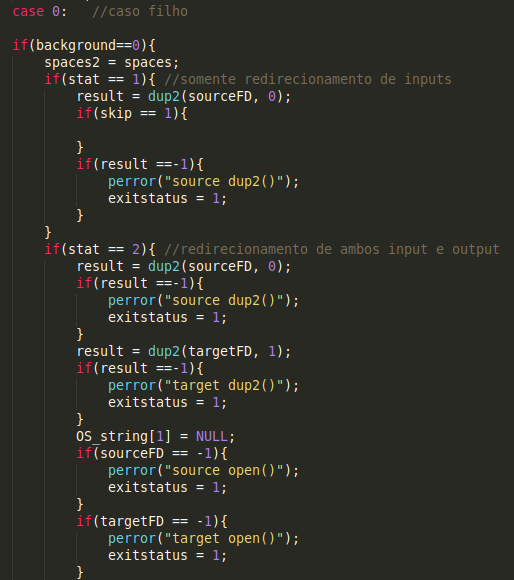 case 0:   //caso filho

if(background==0){
    spaces2 = spaces;
    if(stat == 1){ //somente redirecionamento de inputs
        result = dup2(sourceFD, 0);
        if(skip == 1){

        }
        if(result ==-1){
            perror("source dup2()");
            exitstatus = 1;
        }
    }
    if(stat == 2){ //redirecionamento de ambos input e output
        result = dup2(sourceFD, 0);
        if(result ==-1){
            perror("source dup2()");
            exitstatus = 1;
        }
        result = dup2(targetFD, 1);
        if(result ==-1){
            perror("target dup2()");
            exitstatus = 1;
        }
        OS_string[1] = NULL;
        if(sourceFD == -1){
            perror("source open()");
            exitstatus = 1;
        }
        if(targetFD == -1){
            perror("target open()");
            exitstatus = 1;
        }